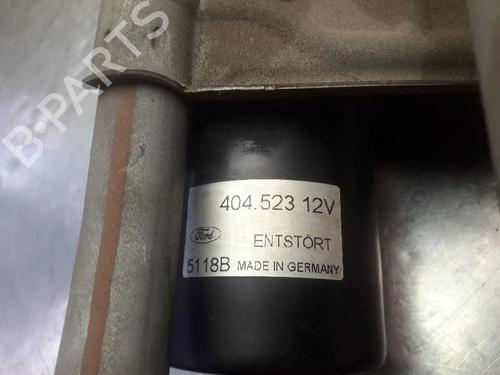 B-PARTS
404.523 12V
Ford
ENTSTÖRT
5118B MADE IN GERMANY